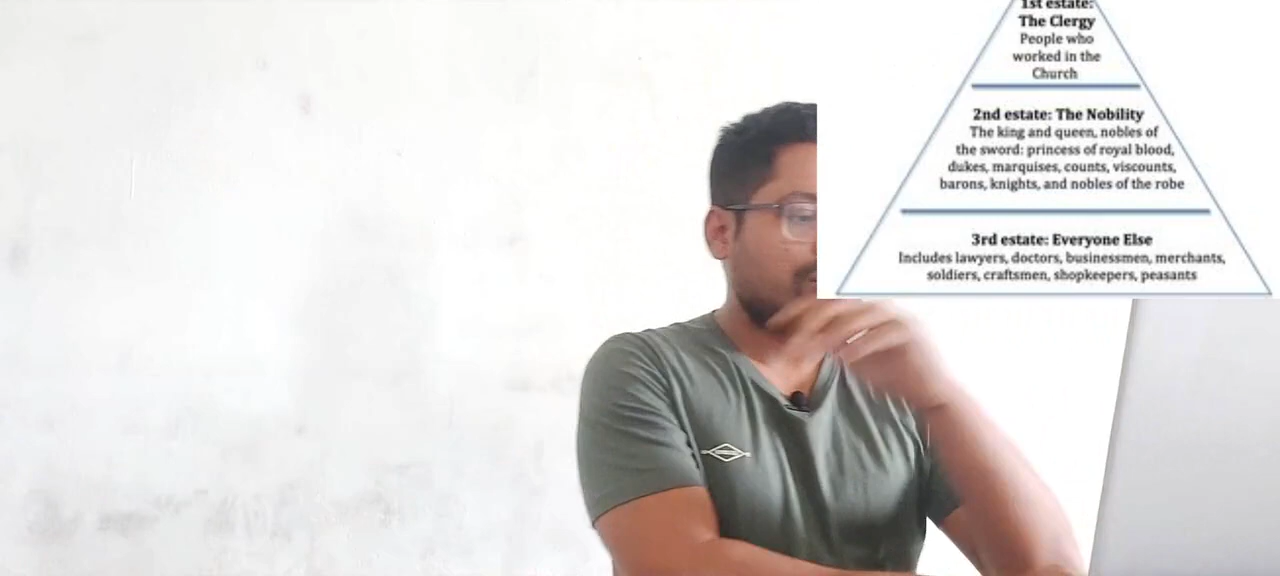 1st estate:
The Clergy
People who
worked in the
Church
2nd estate: The Nobility
The king and queen, nobles of
the sword: princess of royal blood,
dukes, marquises, counts, viscounts,
barons, knights, and nobles of the robe
3rd estate: Everyone Else
Includes lawyers, doctors, businessmen, merchants,
soldiers, craftsmen, shopkeepers, peasants